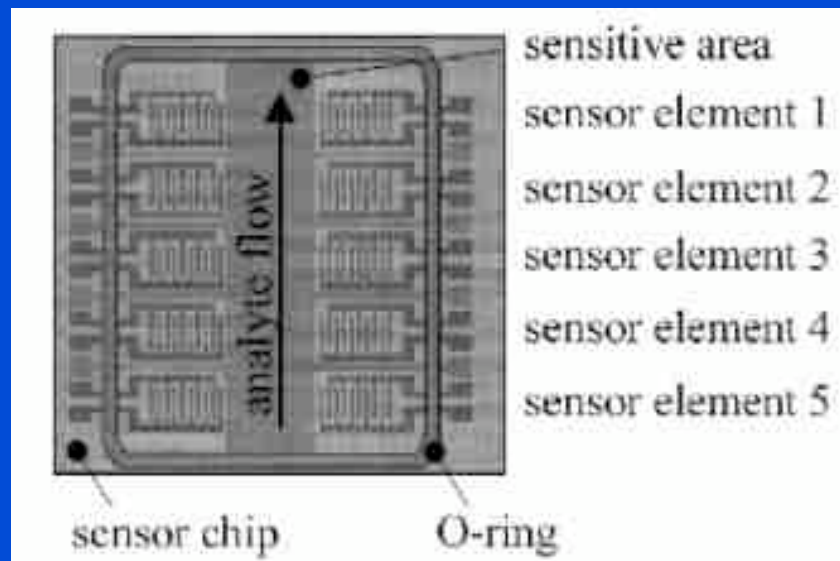 sensitive area
sensor element 1
sensor element 2
sensor element 3
sensor element 4
sensor element 5
analyte flow
sensor chip
O-ring